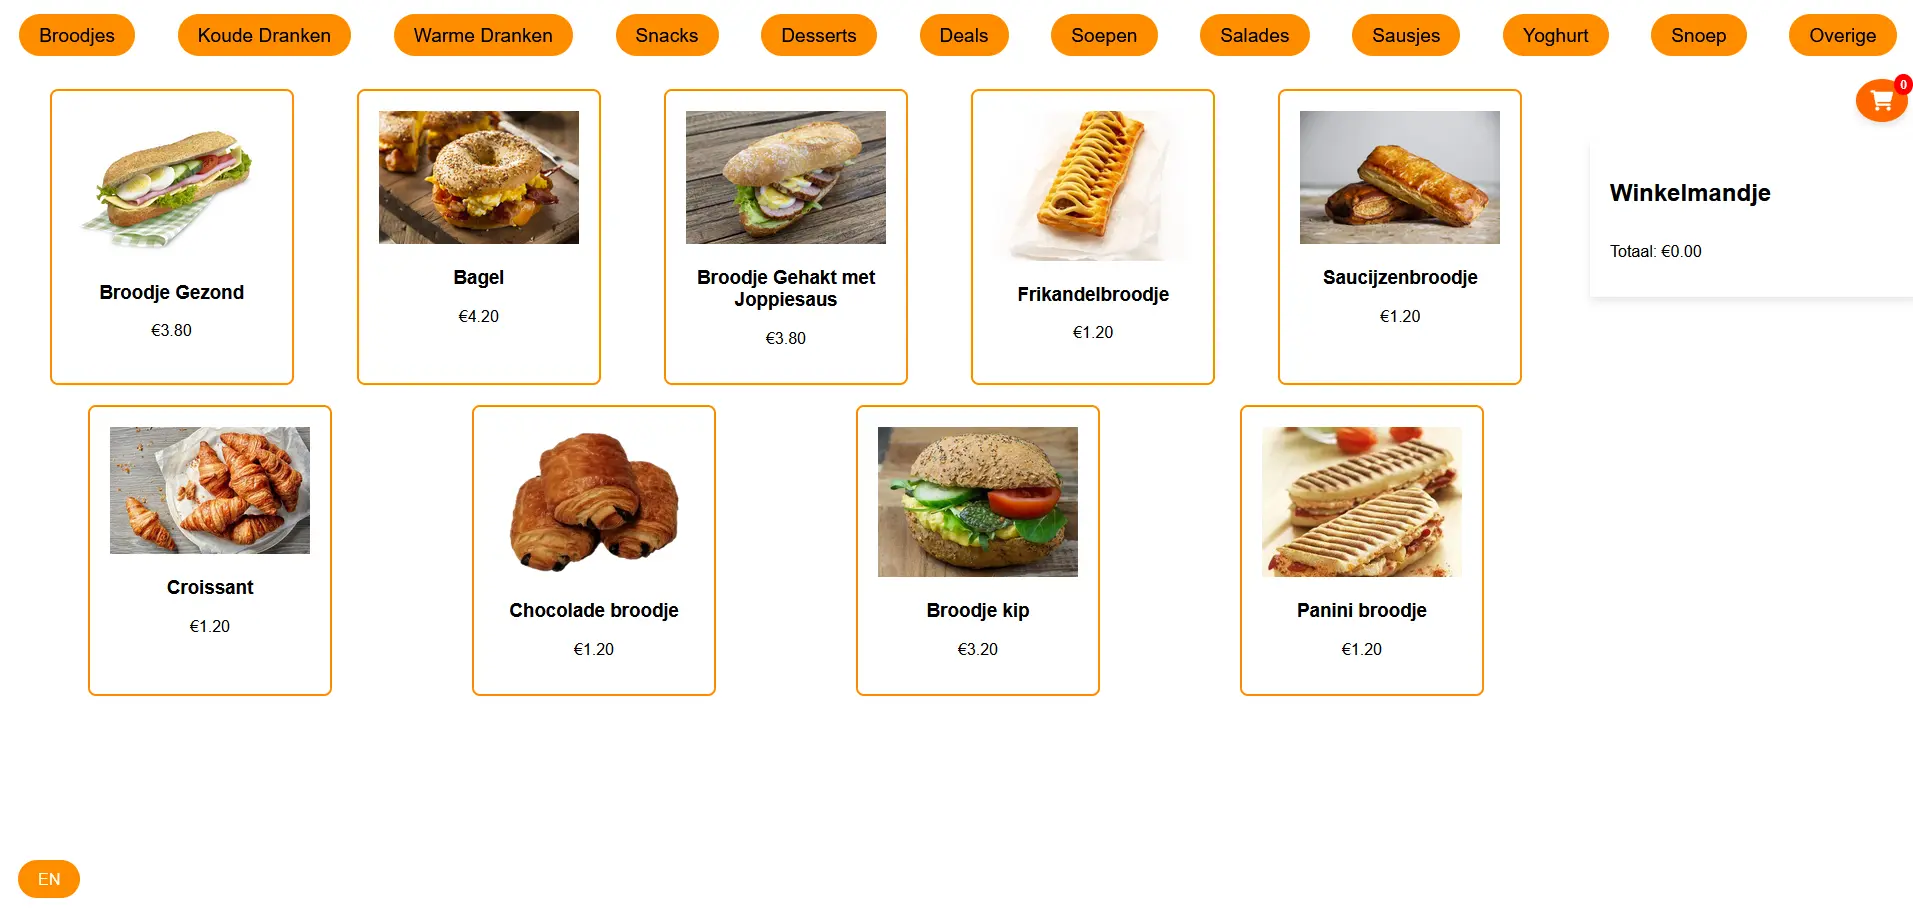 Broodjes
Koude Dranken
Warme Dranken
Snacks
Desserts
Deals
Soepen
Salades
Sausjes
Yoghurt
Snoep
Overige
0
Broodje Gezond
€3.80
Bagel
€4.20
Broodje Gehakt met
Joppiesaus
€3.80
Frikandelbroodje
€1.20
Saucijzenbroodje
€1.20
Winkelmandje
Totaal: €0.00
Croissant
€1.20
Chocolade broodje
€1.20
Broodje kip
€3.20
Panini broodje
€1.20
EN